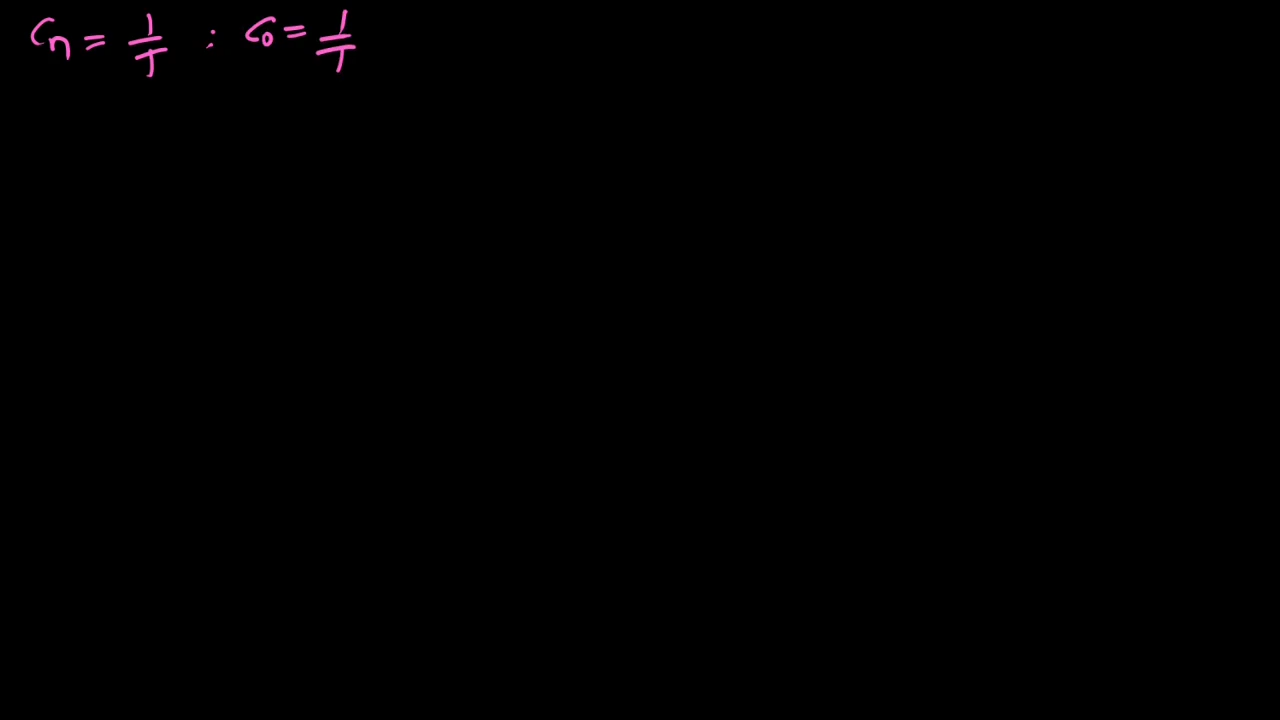 Cn = 1/T : C0 = 1/T